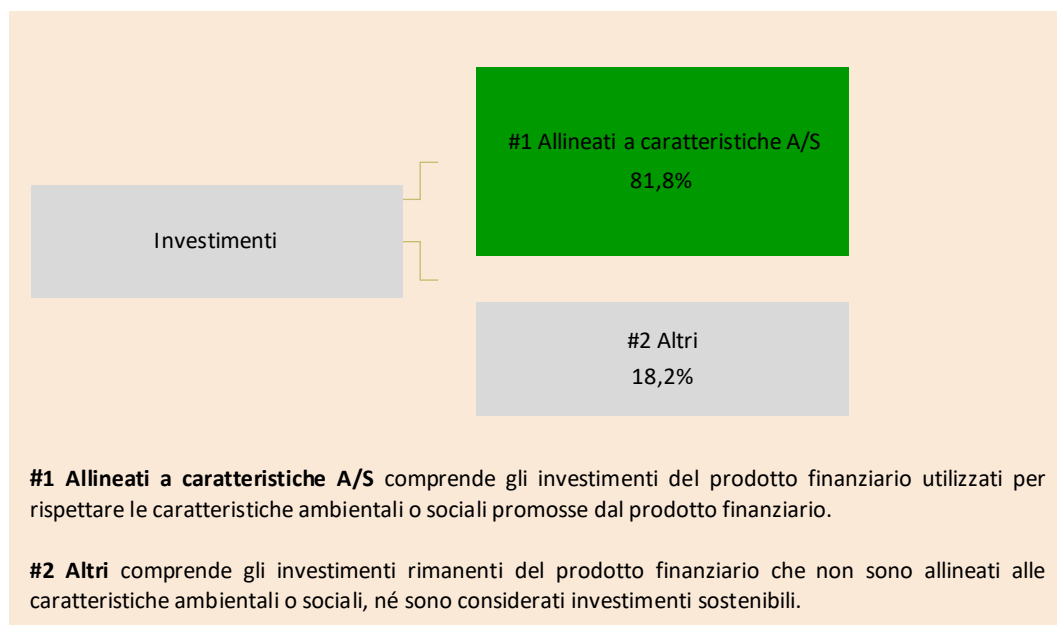 #1 Allineati a caratteristiche A/S
81,8%
Investimenti
#2 Altri
18,2%
#1 Allineati a caratteristiche A/S comprende gli investimenti del prodotto finanziario utilizzati per
rispettare le caratteristiche ambientali o sociali promosse dal prodotto finanziario.
#2 Altri comprende gli investimenti rimanenti del prodotto finanziario che non sono allineati alle
caratteristiche ambientali o sociali, né sono considerati investimenti sostenibili.